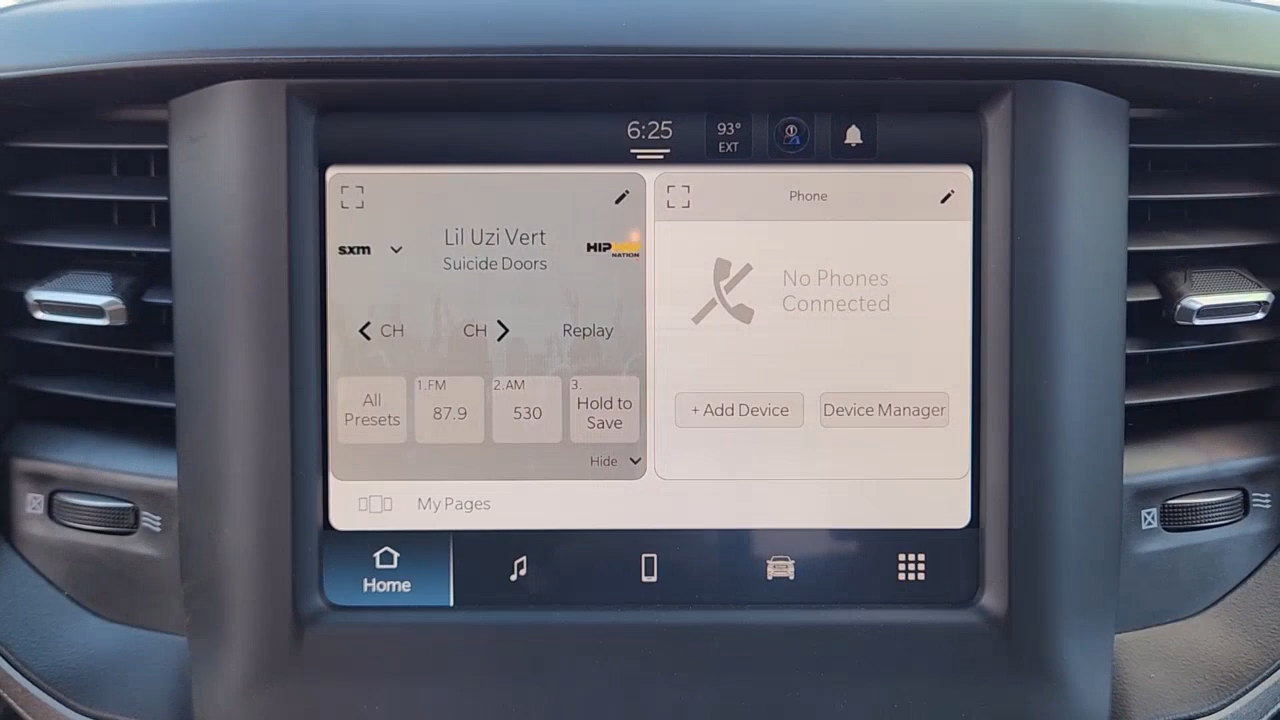 6:25
93°
EXT
sxm
Lil Uzi Vert
Suicide Doors
HIP
NATION
CH
CH
Replay
All
Presets
1.FM
87.9
2.AM
530
3.
Hold to
Save
Hide
Phone
No Phones
Connected
+ Add Device
Device Manager
My Pages
Home